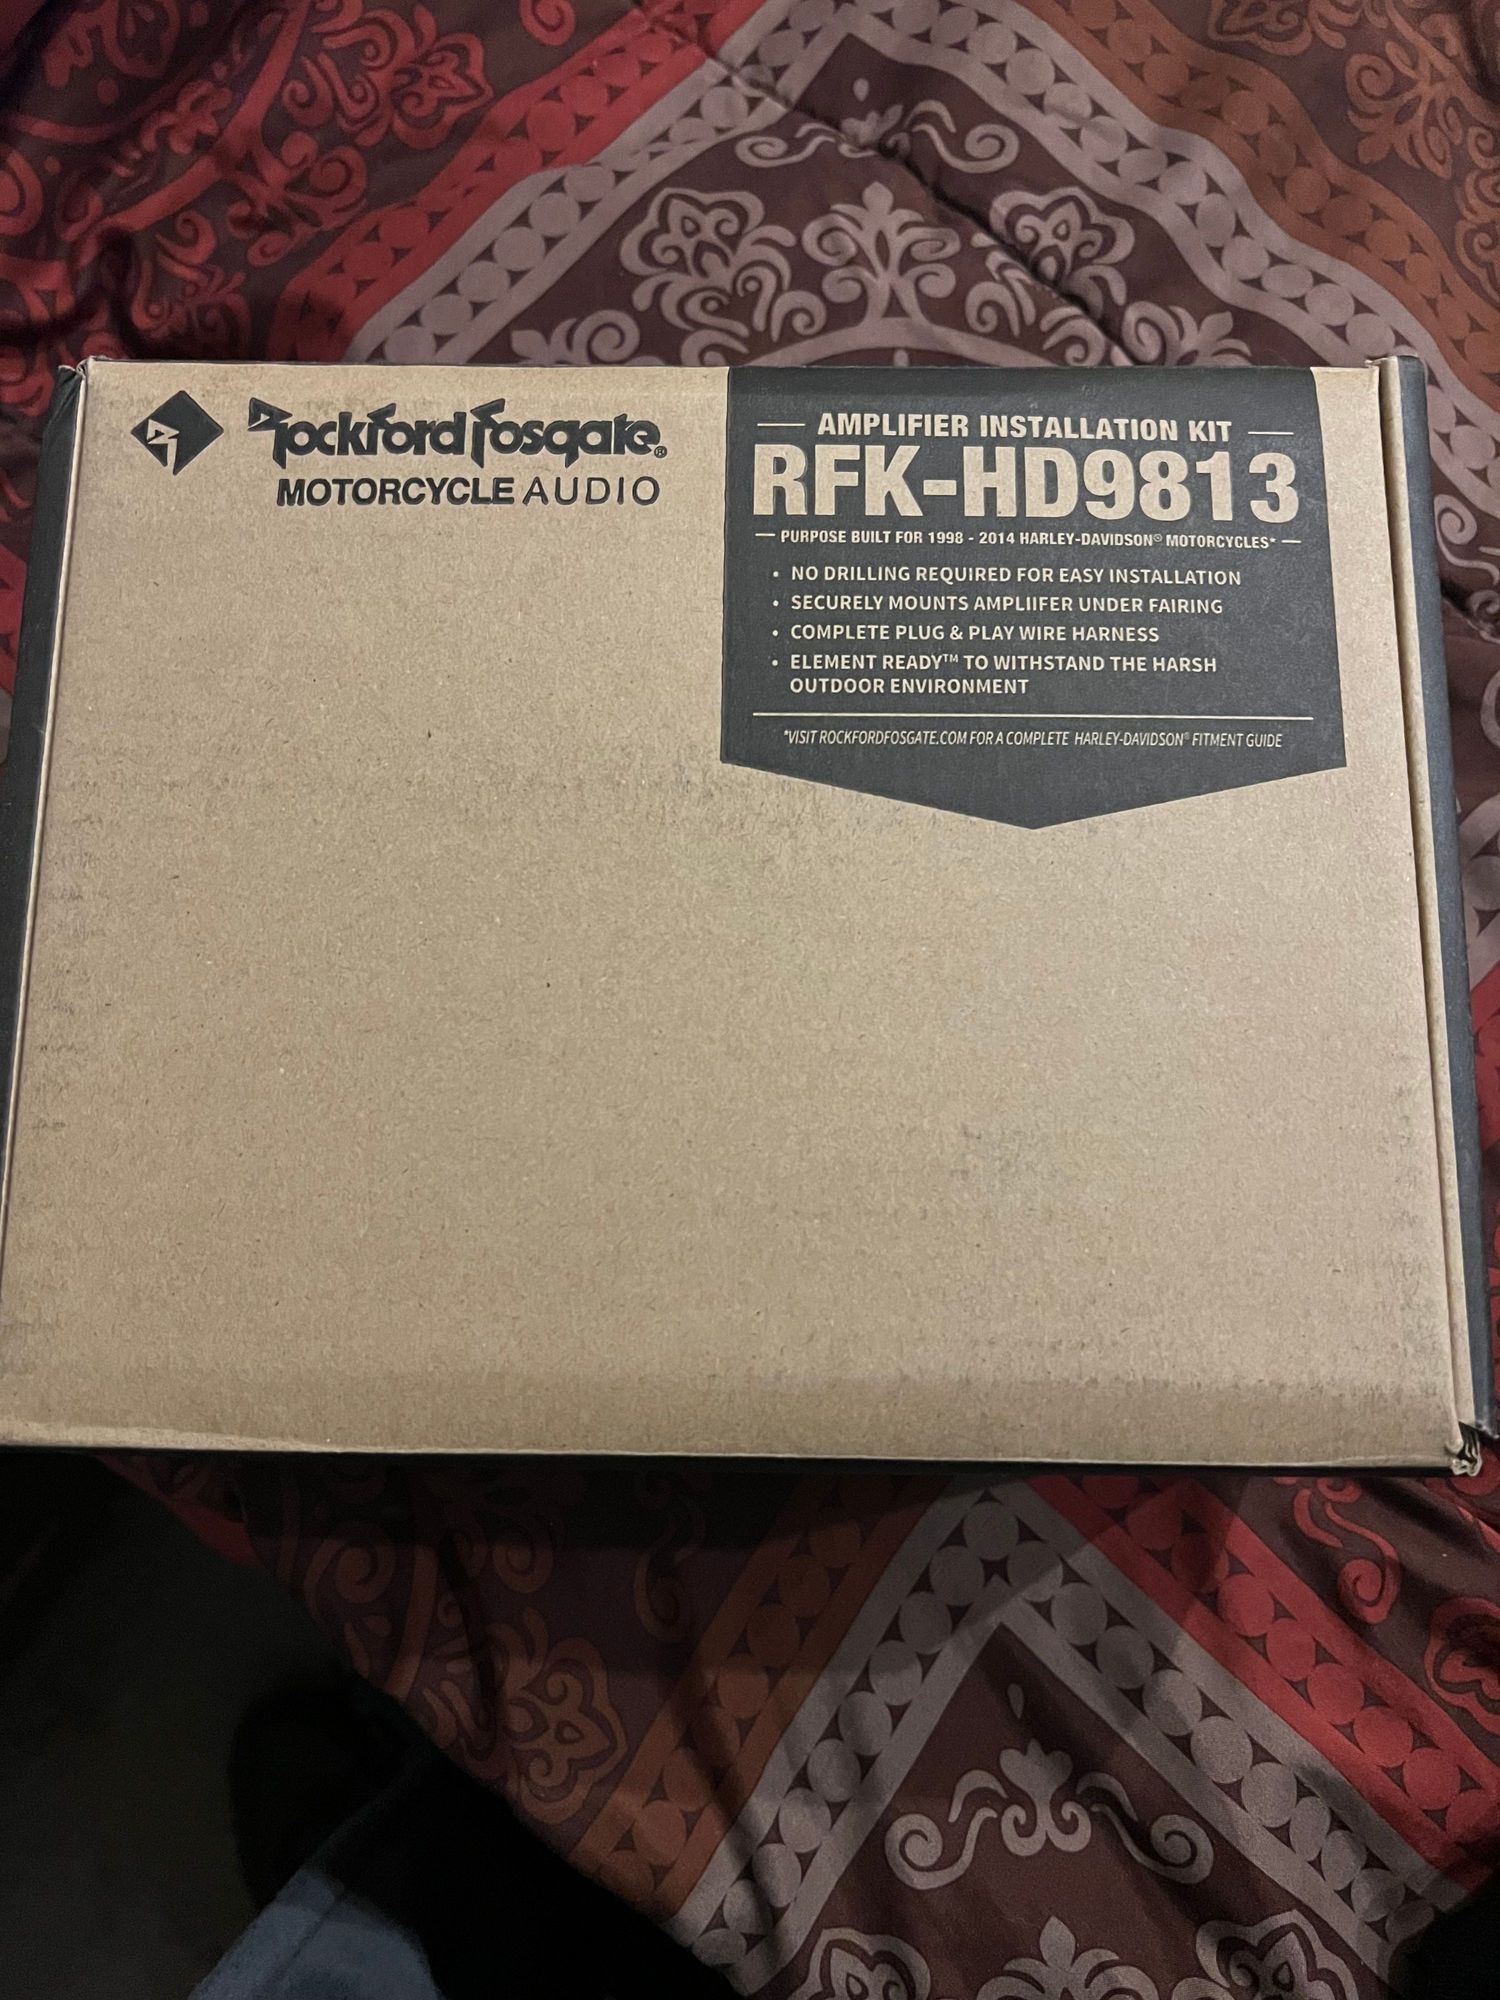 Rockford Fosgate®
MOTORCYCLE AUDIO
AMPLIFIER INSTALLATION KIT
RFK-HD9813
PURPOSE BUILT FOR 1998 - 2014 HARLEY-DAVIDSON® MOTORCYCLES*
• NO DRILLING REQUIRED FOR EASY INSTALLATION
• SECURELY MOUNTS AMPLIIFER UNDER FAIRING
• COMPLETE PLUG & PLAY WIRE HARNESS
• ELEMENT READY™ TO WITHSTAND THE HARSH
OUTDOOR ENVIRONMENT
*VISIT ROCKFORDFOSGATE.COM FOR A COMPLETE HARLEY-DAVIDSON® FITMENT GUIDE